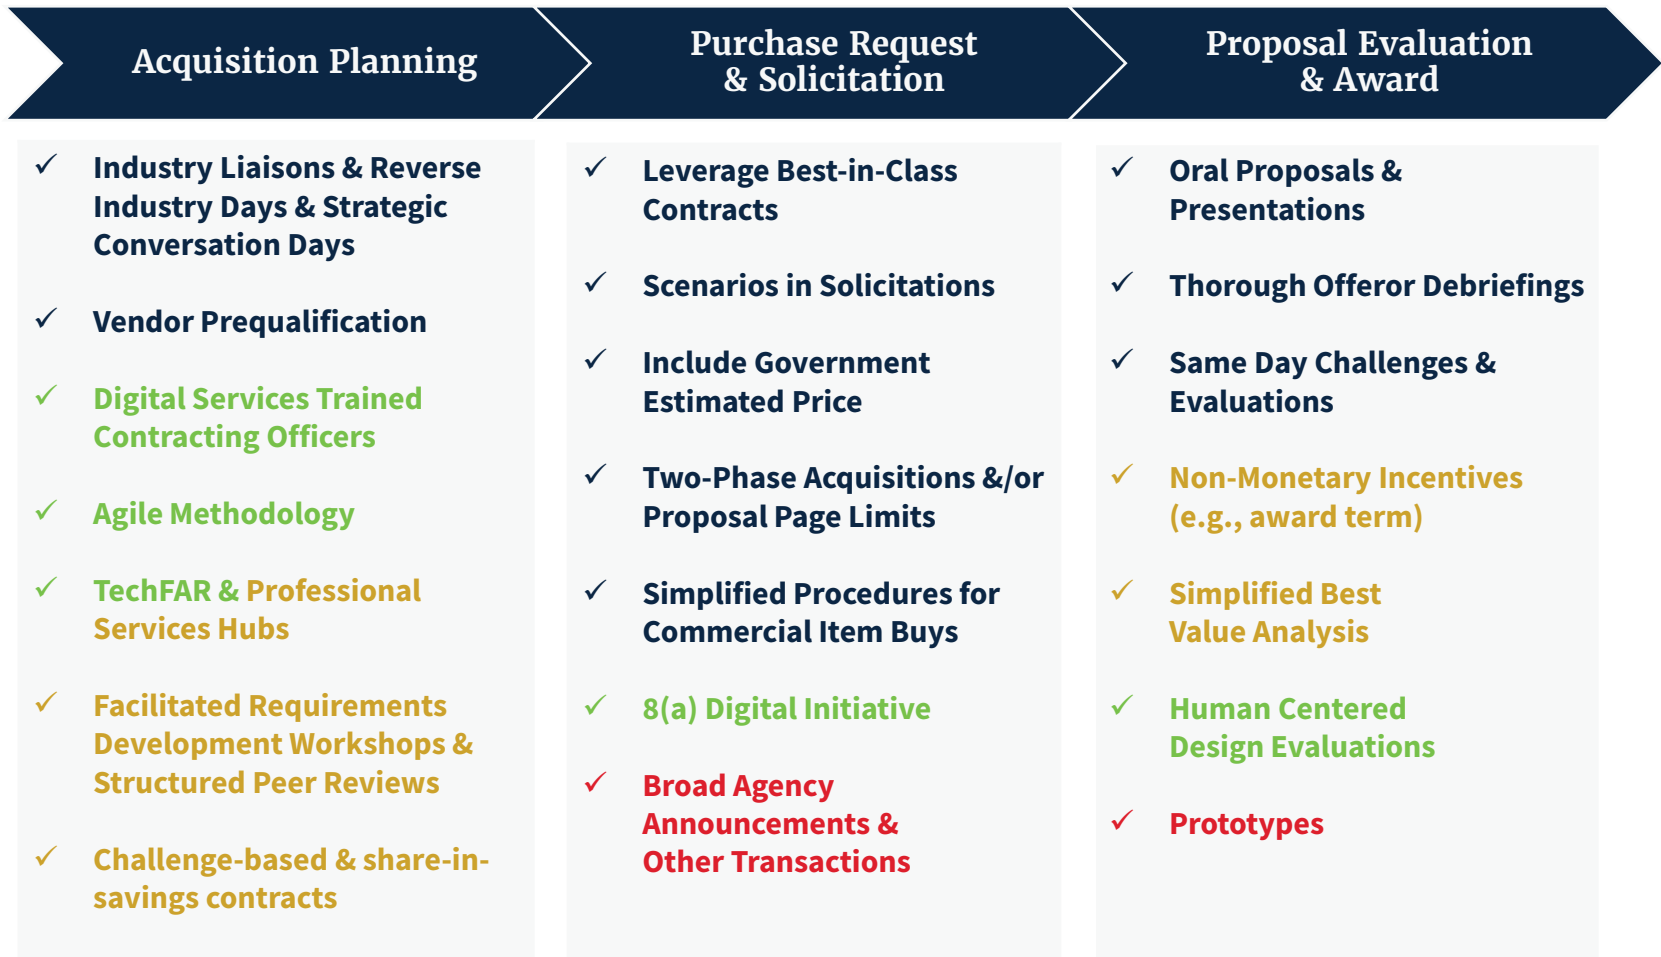 Acquisition Planning
Purchase Request
& Solicitation
Proposal Evaluation
& Award
Industry Liaisons & Reverse
Industry Days & Strategic
Conversation Days
Vendor Prequalification
Digital Services Trained
Contracting Officers
Agile Methodology
TechFAR & Professional
Services Hubs
Facilitated Requirements
Development Workshops &
Structured Peer Reviews
Challenge-based & share-in-
savings contracts
Leverage Best-in-Class
Contracts
Scenarios in Solicitations
Include Government
Estimated Price
Two-Phase Acquisitions &/or
Proposal Page Limits
Simplified Procedures for
Commercial Item Buys
8(a) Digital Initiative
Broad Agency
Announcements &
Other Transactions
Oral Proposals &
Presentations
Thorough Offeror Debriefings
Same Day Challenges &
Evaluations
Non-Monetary Incentives
(e.g., award term)
Simplified Best
Value Analysis
Human Centered
Design Evaluations
Prototypes